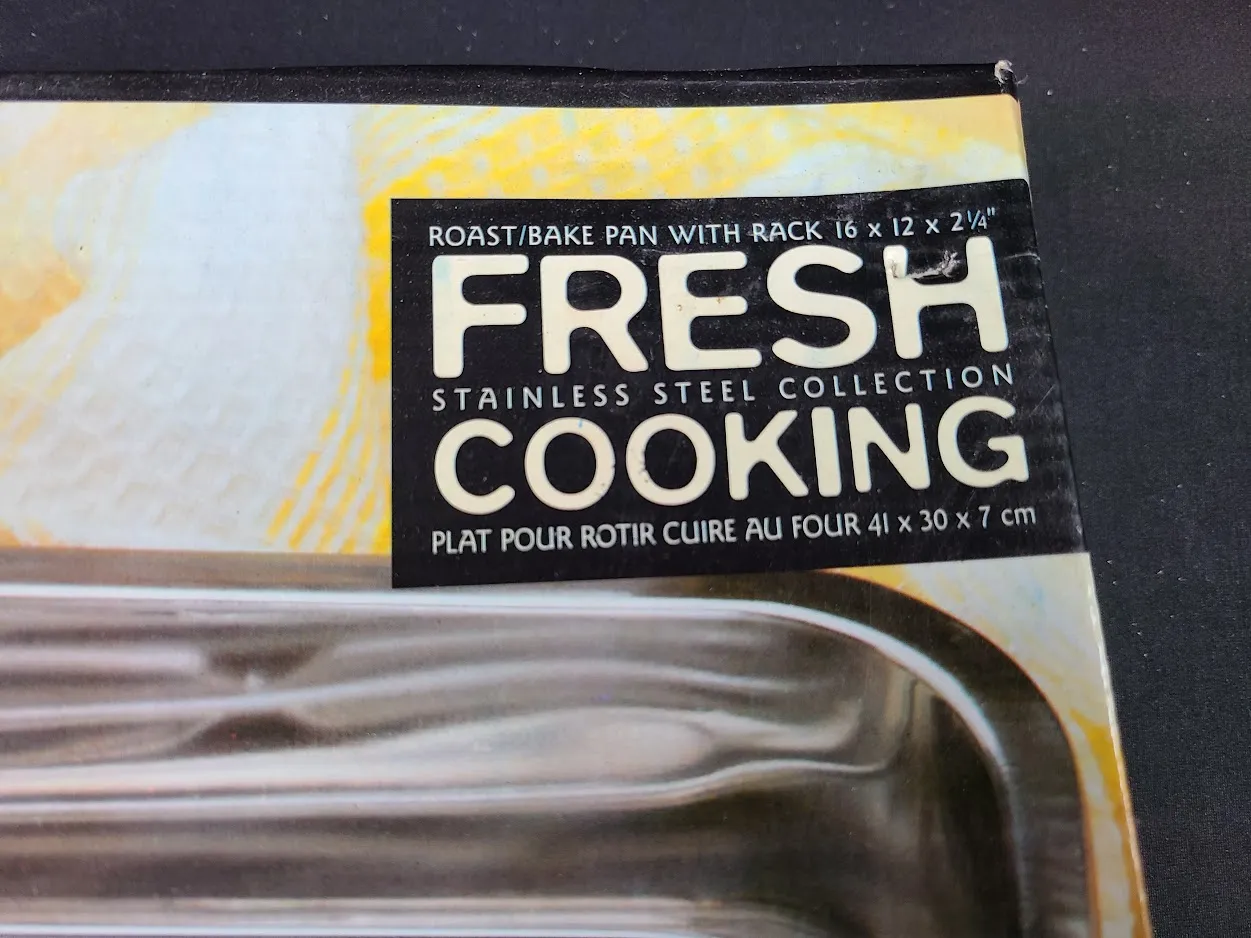 ROAST/BAKE PAN WITH RACK 16 x 12 x 2¼"
FRESH
STAINLESS STEEL COLLECTION
COOKING
PLAT POUR ROTIR CUIRE AU FOUR 41 x 30 x 7 cm